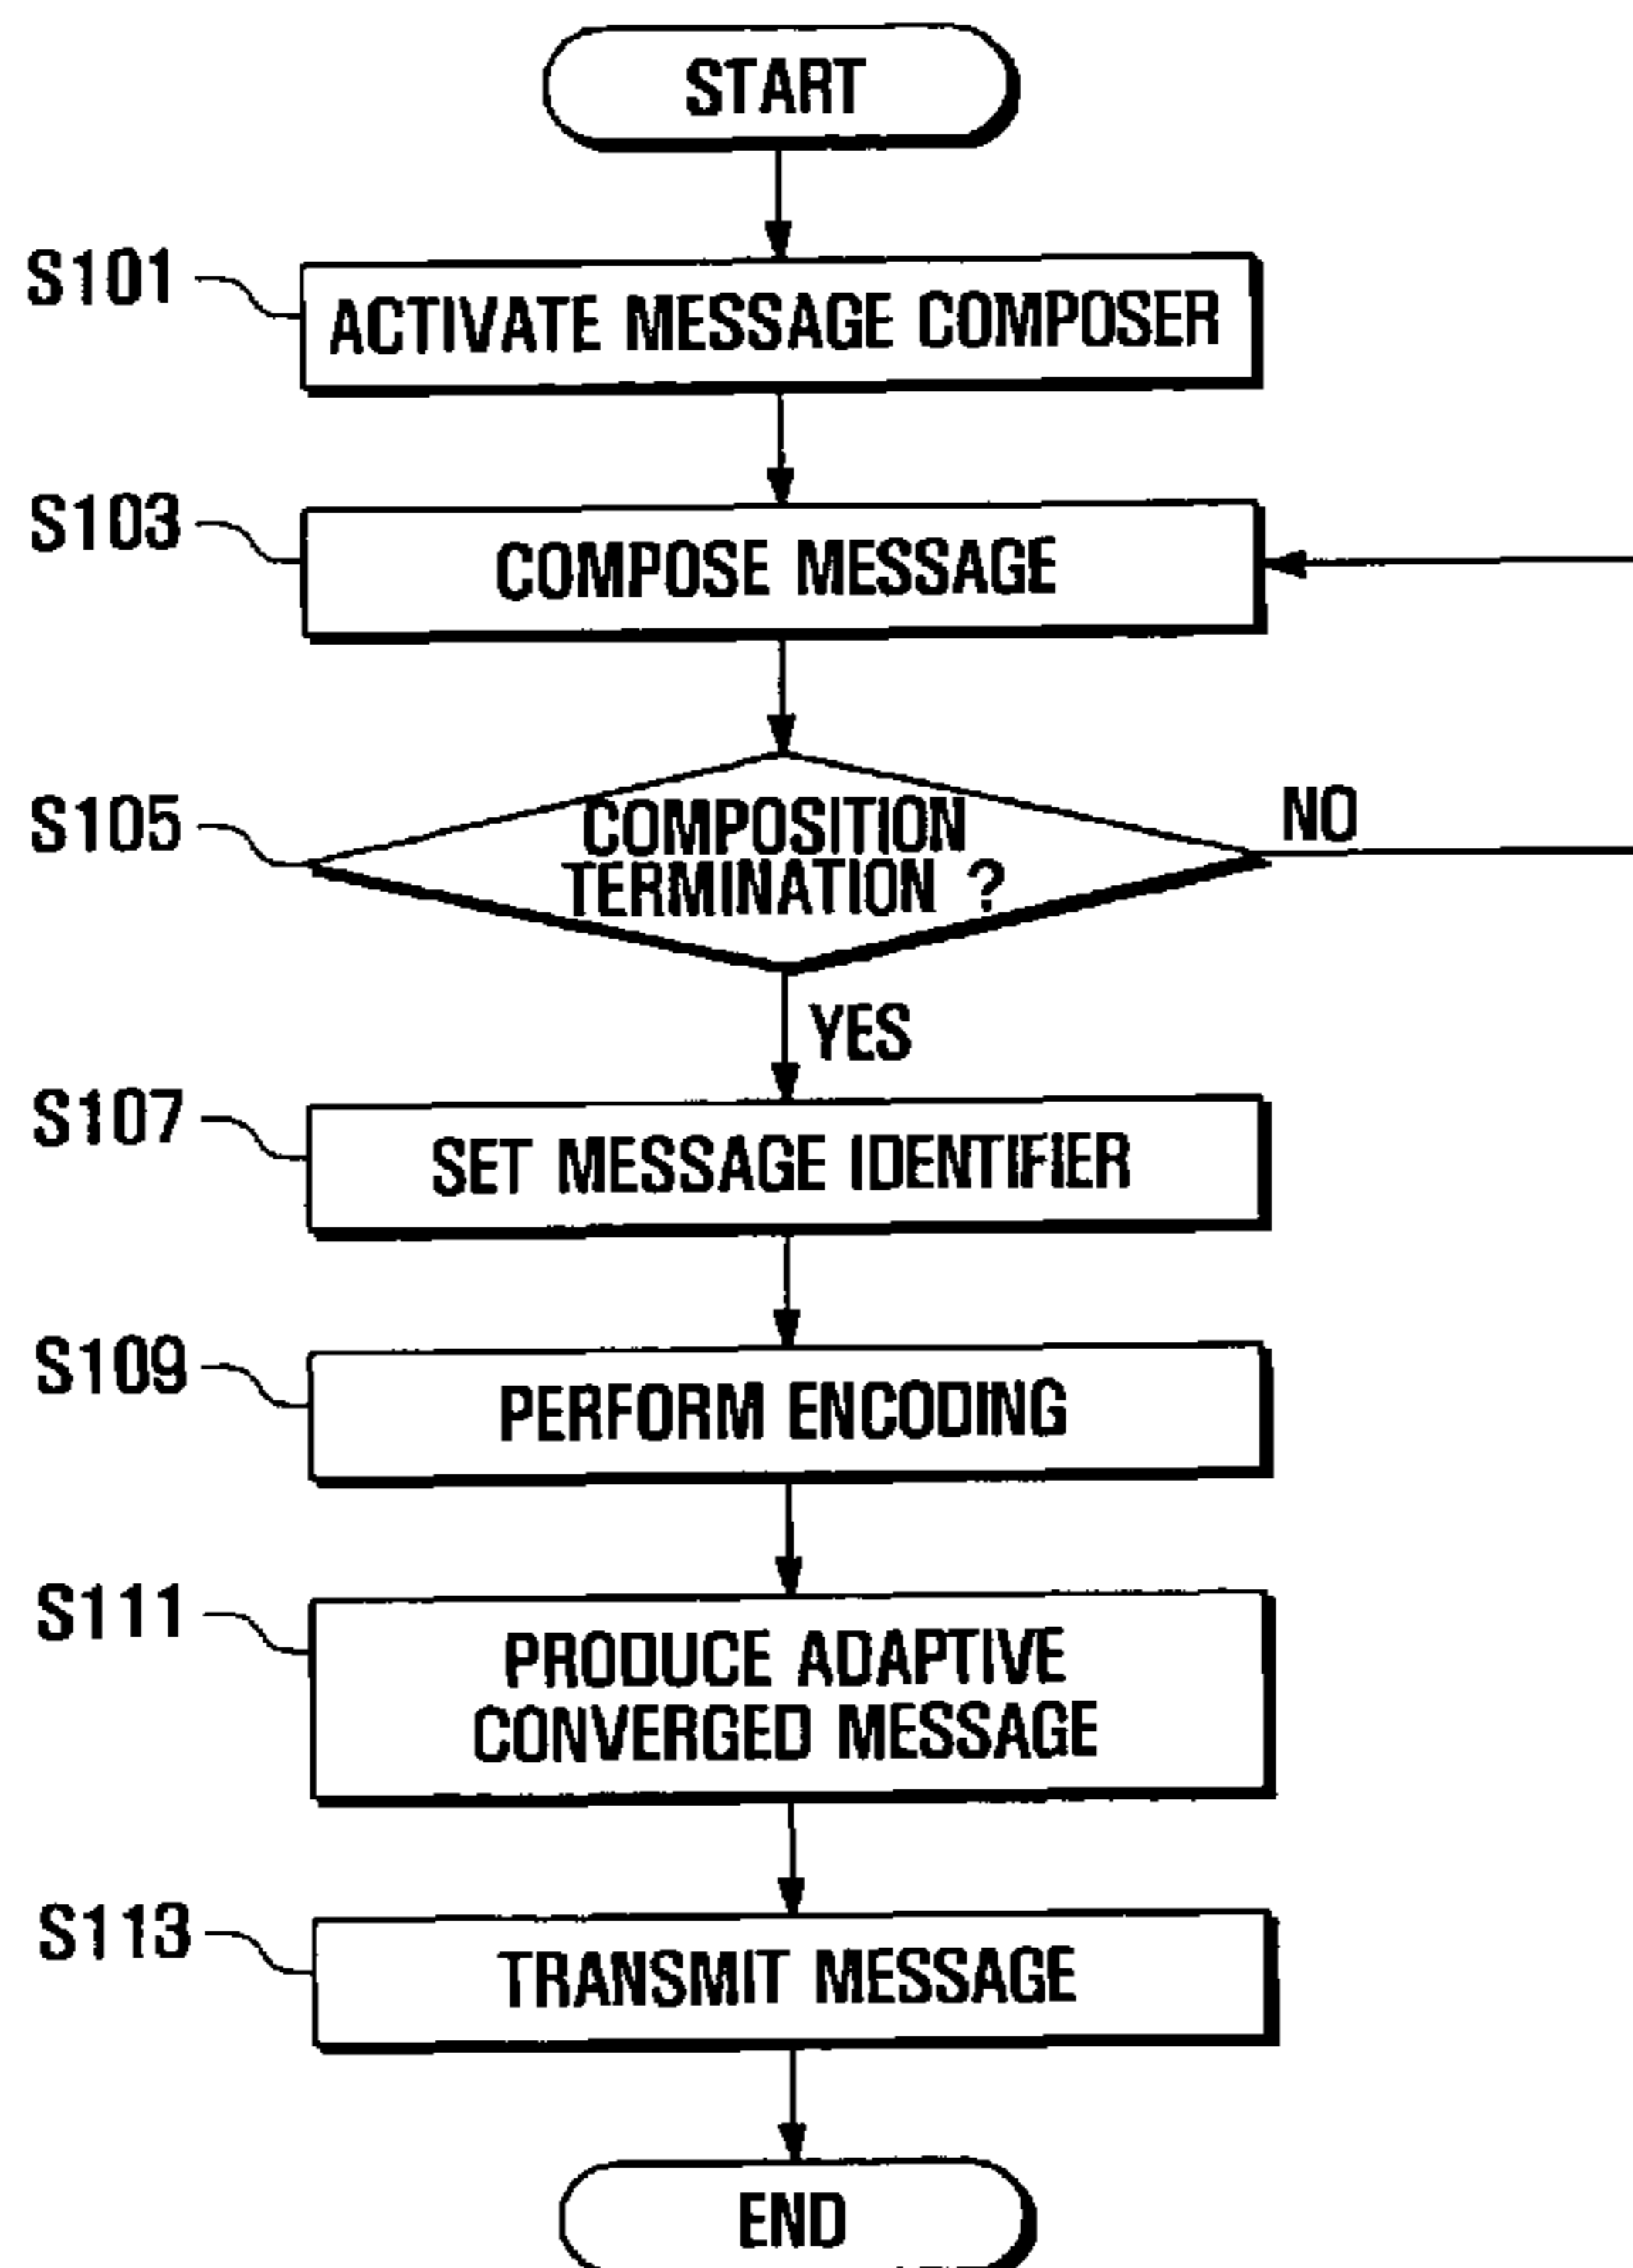 START
S101
ACTIVATE MESSAGE COMPOSER
S103
COMPOSE MESSAGE
S105
COMPOSITION
TERMINATION ?
NO
YES
S107
SET MESSAGE IDENTIFIER
S109
PERFORM ENCODING
S111
PRODUCE ADAPTIVE
CONVERGED MESSAGE
S113
TRANSMIT MESSAGE
END